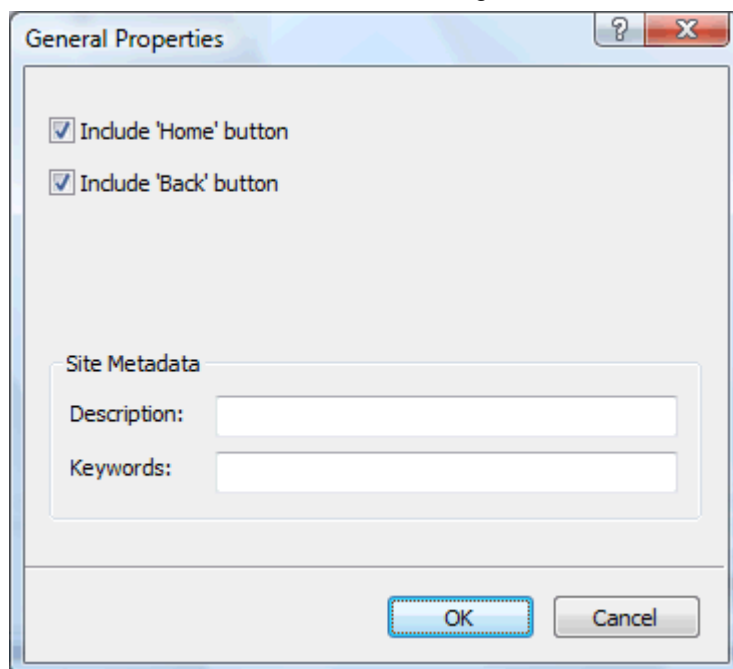 General Properties
Include 'Home' button
Include 'Back' button
Site Metadata
Description:
Keywords:
OK Cancel